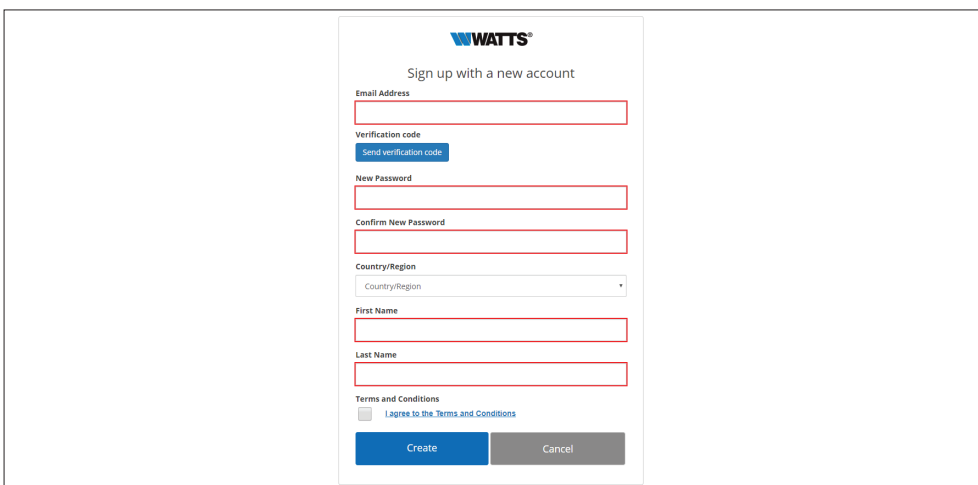 WATTS®
Sign up with a new account
Email Address
Verification code
Send verification code
New Password
Confirm New Password
Country/Region
Country/Region
First Name
Last Name
Terms and Conditions
I agree to the Terms and Conditions
Create
Cancel